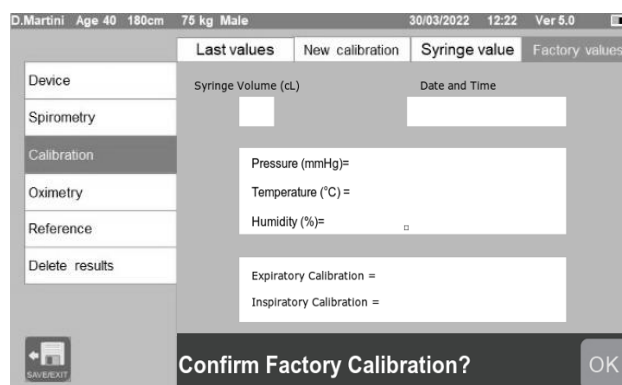 D.Martini Age 40 180cm 75 kg Male 30/03/2022 12:22 Ver 5.0
Last values New calibration Syringe value Factory values
Device
Spirometry
Calibration
Oximetry
Reference
Delete results
Syringe Volume (cL) Date and Time
Pressure (mmHg)=
Temperature (°C) =
Humidity (%)=
Expiratory Calibration =
Inspiratory Calibration =
SAVE/EXIT
Confirm Factory Calibration? OK